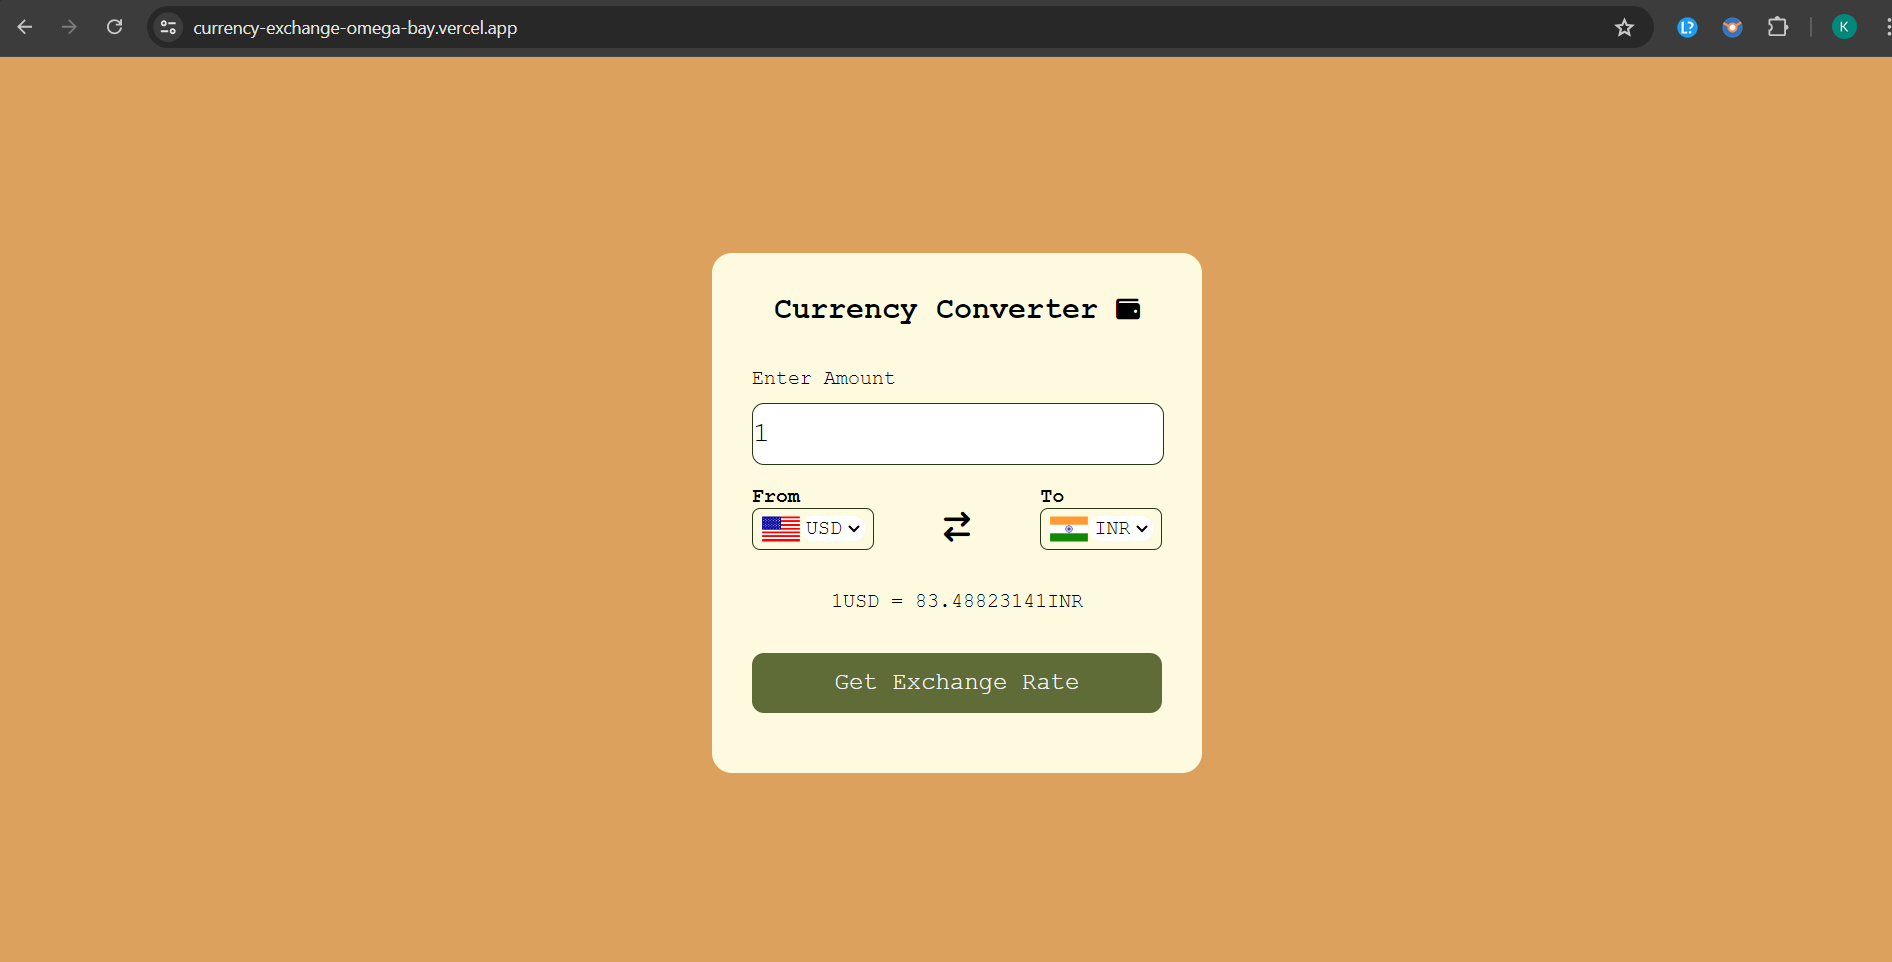 currency-exchange-omega-bay.vercel.app
L?
K
Currency Converter
Enter Amount
1
From
To
USD
INR
1USD = 83.48823141INR
Get Exchange Rate